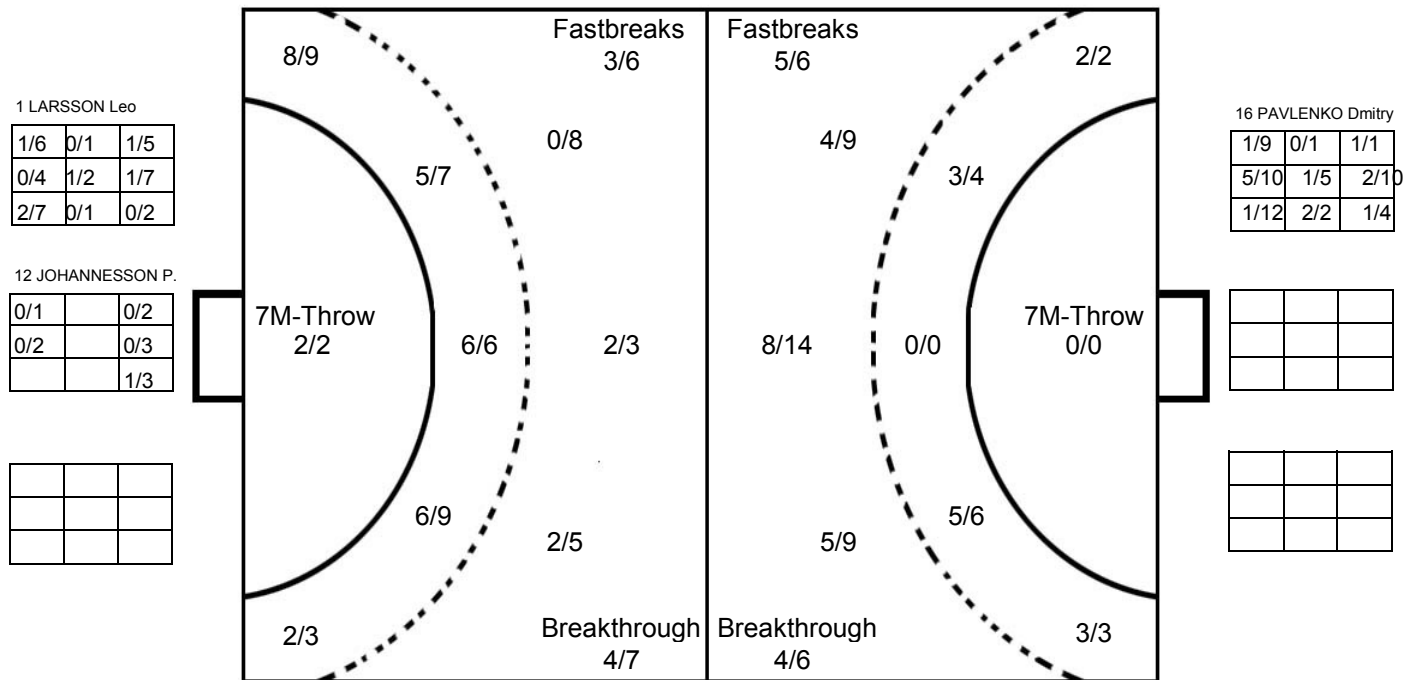 Fastbreaks Fastbreaks
8/9 3/6 5/6 2/2
1 LARSSON Leo 16 PAVLENKO Dmitry
1/6 0/1 1/5 0/8 4/9 1/9 0/1 1/1
0/4 1/2 1/7 5/7 3/4 5/10 1/5 2/10
2/7 0/1 0/2 1/12 2/2 1/4
12 JOHANNESSON P.
0/1 0/2 7M-Throw 7M-Throw
0/2 0/3 2/2 6/6 2/3 8/14 0/0 0/0
1/3
6/9 5/6
2/5 5/9
2/3 Breakthrough Breakthrough 3/3
4/7 4/6